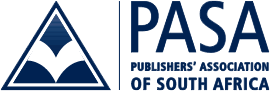 PASA
PUBLISHERS' ASSOCIATION
OF SOUTH AFRICA